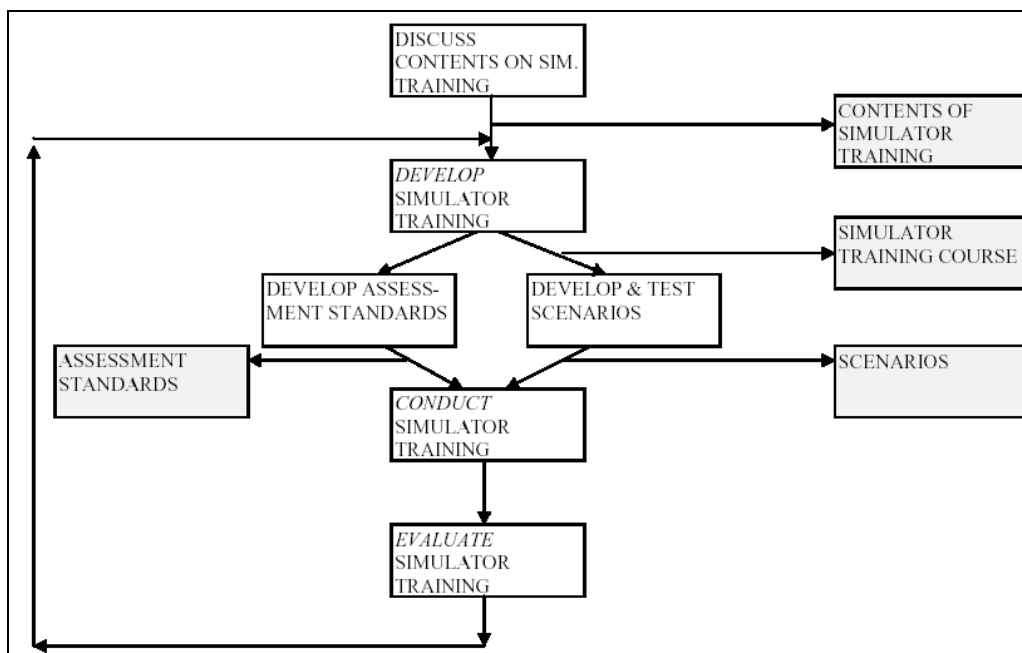 DISCUSS
CONTENTS ON SIM.
TRAINING
CONTENTS OF
SIMULATOR
TRAINING
DEVELOP
SIMULATOR
TRAINING
SIMULATOR
TRAINING COURSE
DEVELOP ASSESS-
MENT STANDARDS
DEVELOP & TEST
SCENARIOS
ASSESSMENT
STANDARDS
SCENARIOS
CONDUCT
SIMULATOR
TRAINING
EVALUATE
SIMULATOR
TRAINING